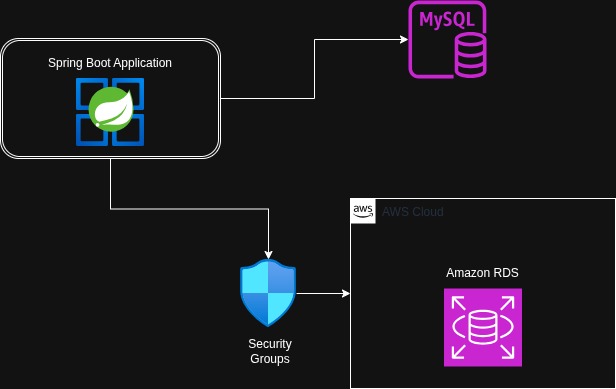 MySQL
Spring Boot Application
aws
AWS Cloud
Amazon RDS
Security
Groups